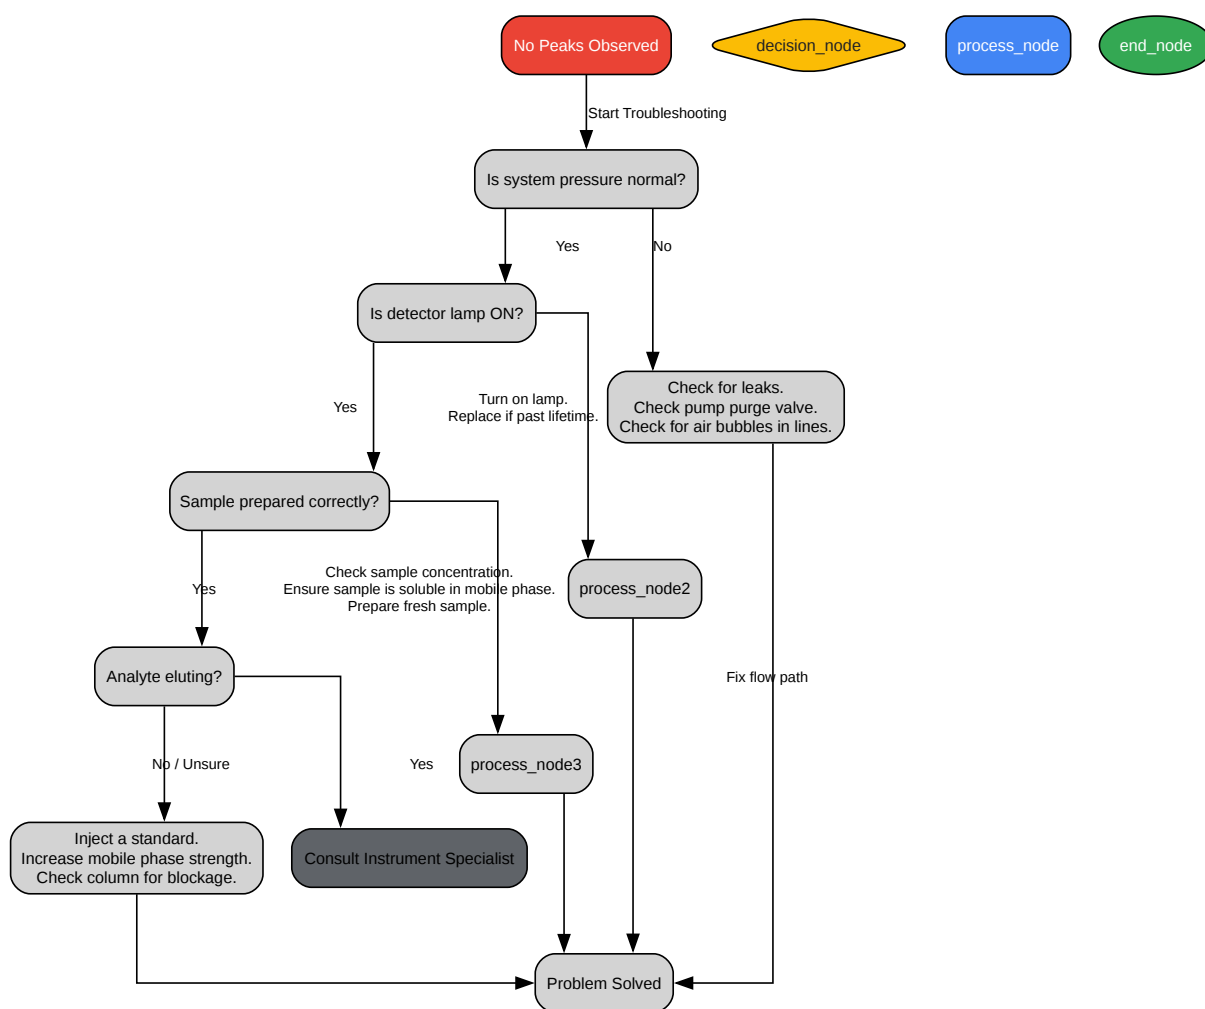 No Peaks Observed
decision_node
process_node
end_node
Start Troubleshooting
Is system pressure normal?
Yes
No
Is detector lamp ON?
Check for leaks.
Check pump purge valve.
Check for air bubbles in lines.
Yes
Turn on lamp.
Replace if past lifetime.
Sample prepared correctly?
Yes
Check sample concentration.
Ensure sample is soluble in mobile phase.
Prepare fresh sample.
process_node2
Analyte eluting?
Fix flow path
No / Unsure
Yes
process_node3
Inject a standard.
Increase mobile phase strength.
Check column for blockage.
Consult Instrument Specialist
Problem Solved